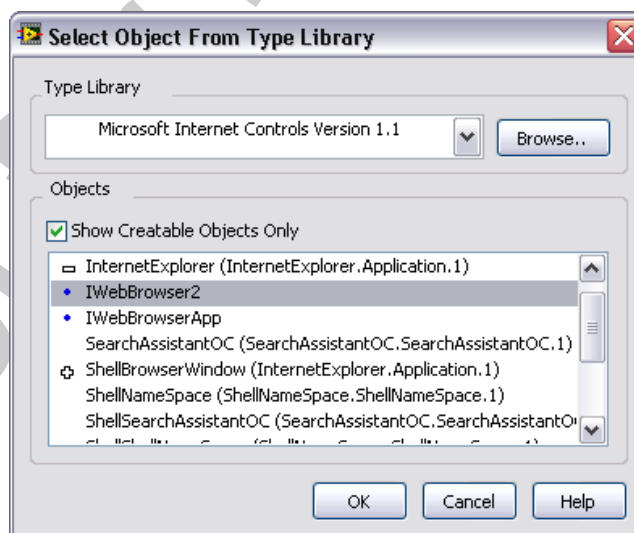 Select Object From Type Library
Type Library
Microsoft Internet Controls Version 1.1
Browse..
Objects
Show Creatable Objects Only
InternetExplorer (InternetExplorer.Application.1)
IWebBrowser2
IWebBrowserApp
SearchAssistantOC (SearchAssistantOC.SearchAssistantOC.1)
ShellBrowserWindow (InternetExplorer.Application.1)
ShellNameSpace (ShellNameSpace.ShellNameSpace.1)
ShellSearchAssistantOC (SearchAssistantOC.SearchAssistantO
OK
Cancel
Help